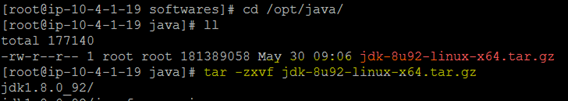 [root@ip-10-4-1-19 softwares]# cd /opt/java/
[root@ip-10-4-1-19 java]# ll
total 177140
-rw-r--r-- 1 root root 181389058 May 30 09:06 jdk-8u92-linux-x64.tar.gz
[root@ip-10-4-1-19 java]# tar -zxvf jdk-8u92-linux-x64.tar.gz
jdk1.8.0_92/